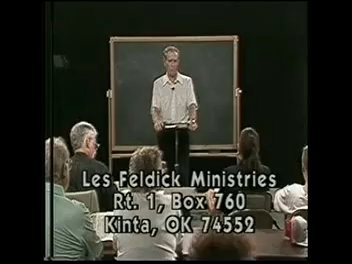 Les Feldick Ministries
Rt. 1, Box 760
Kinta, OK 74552